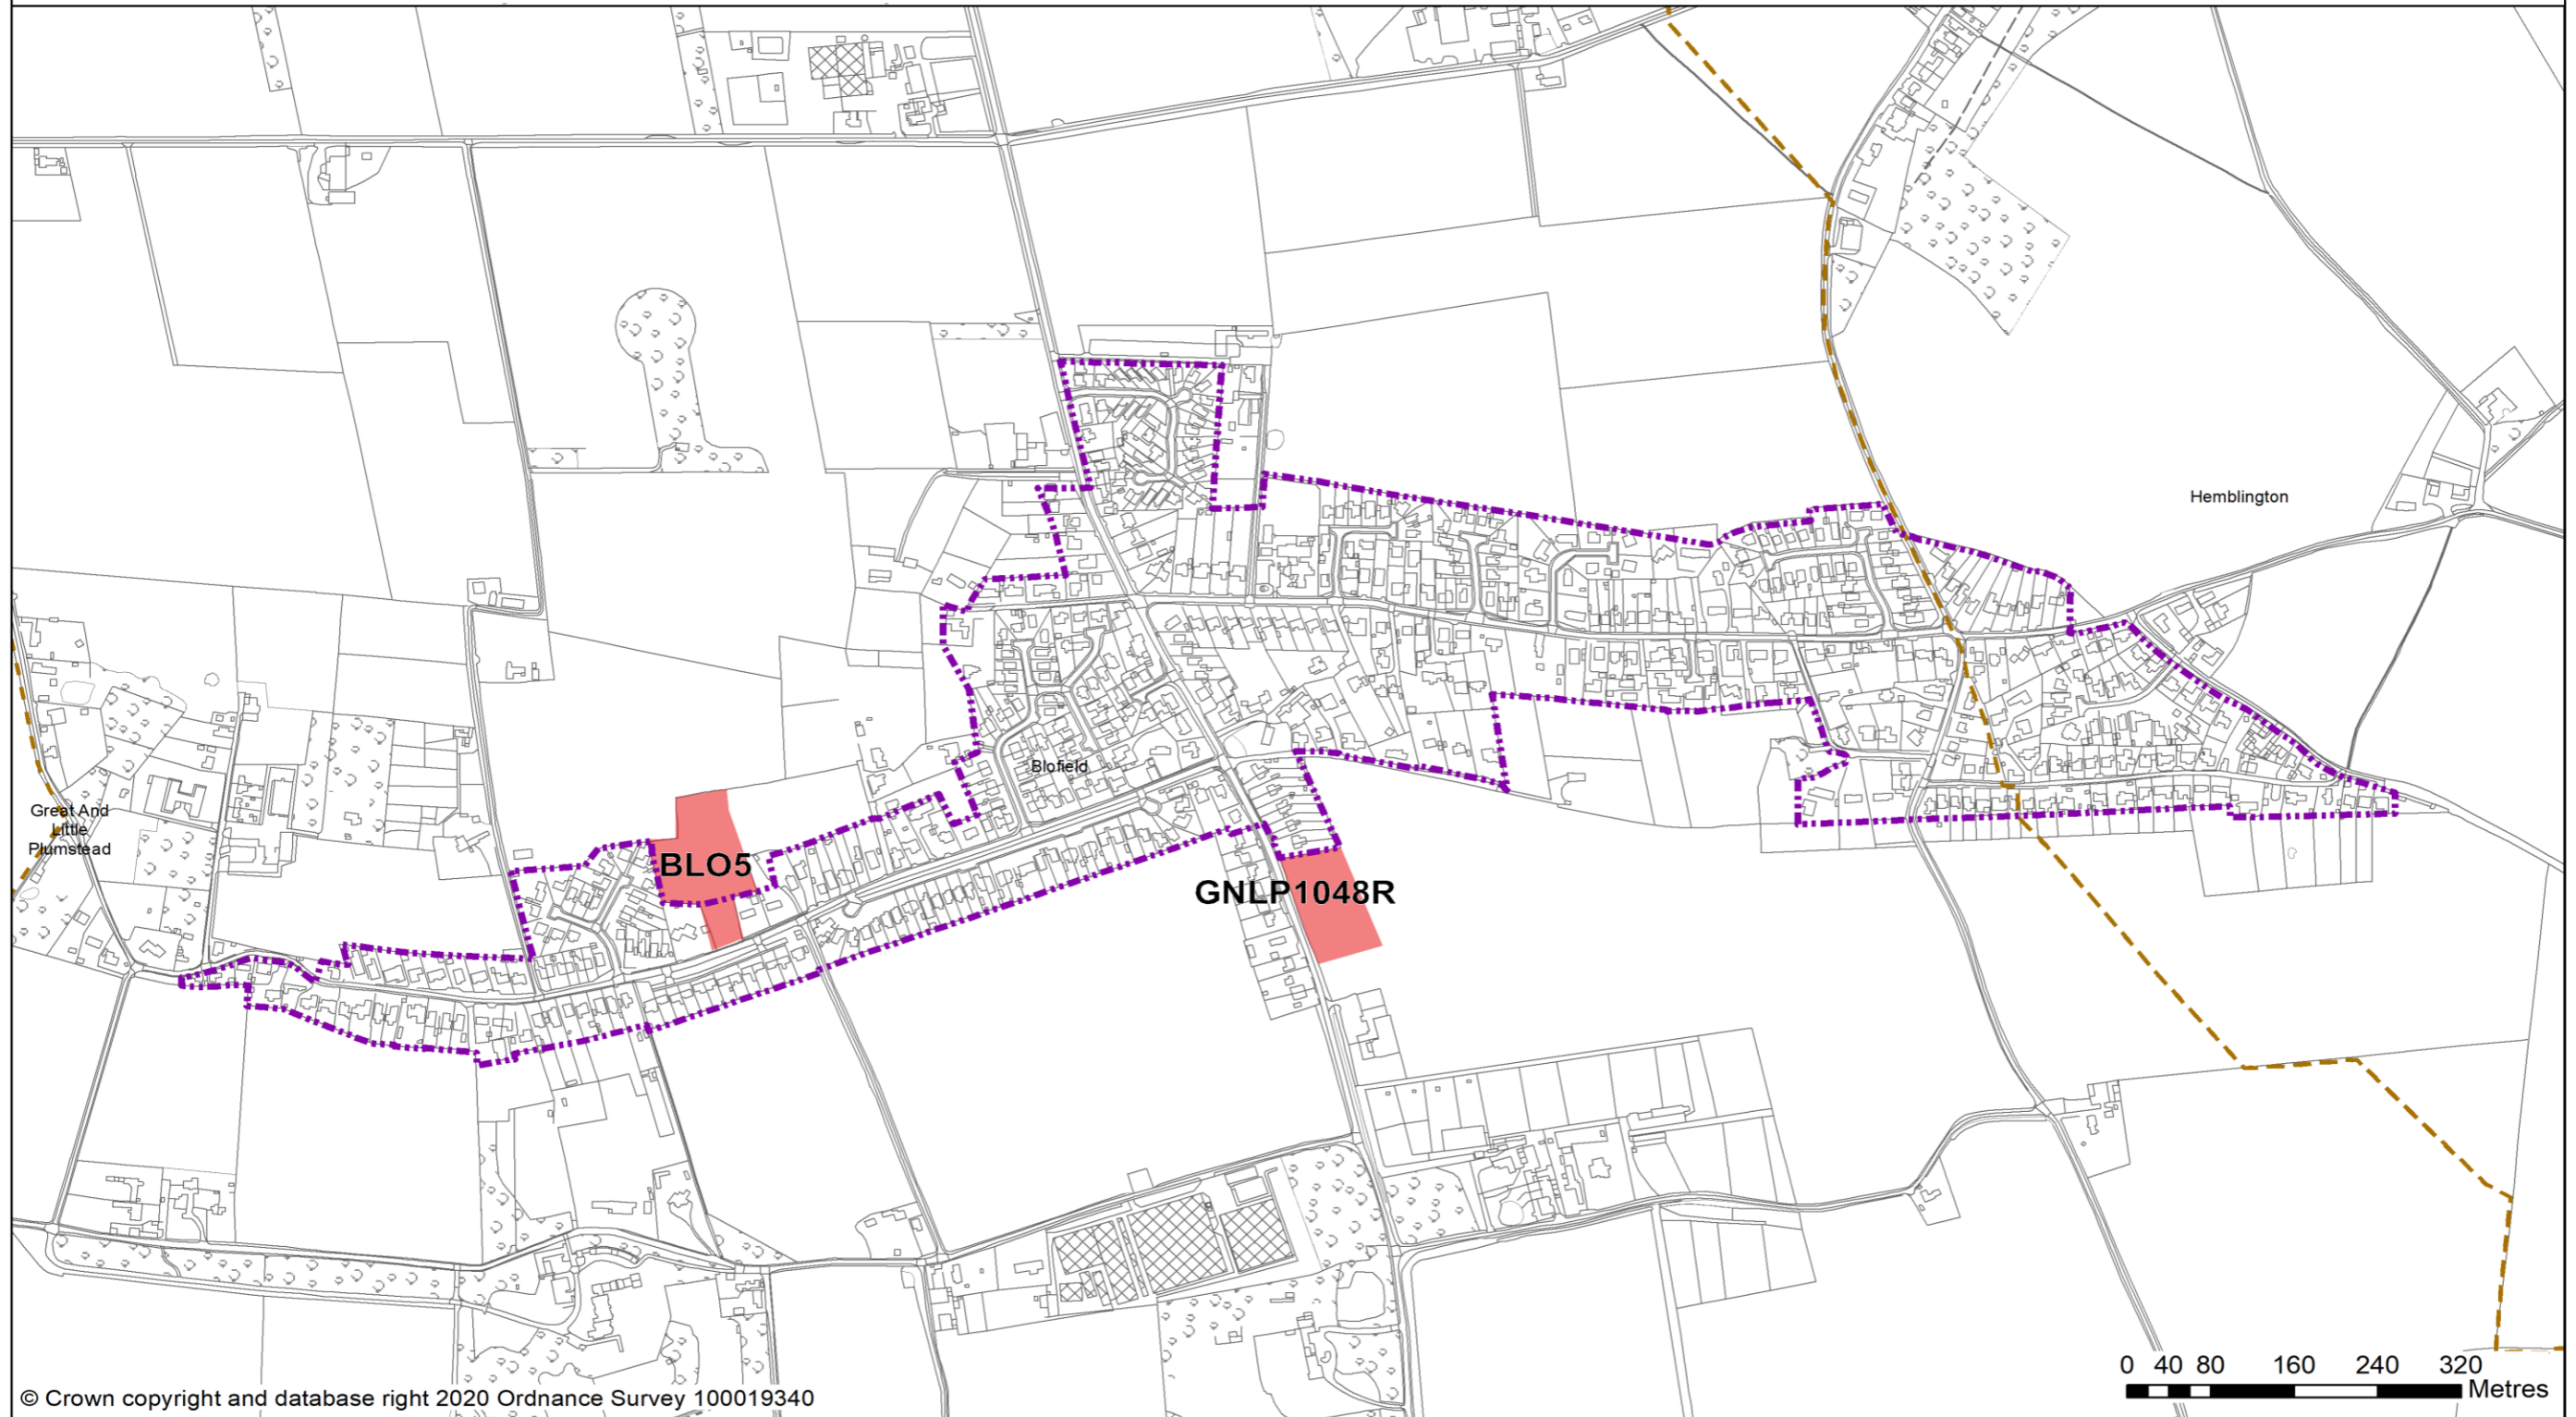 Hemblington
Blofield
Great And
Little
Plumstead
BLO5
GNLP1048R
0 40 80 160 240 320
Metres
© Crown copyright and database right 2020 Ordnance Survey 100019340